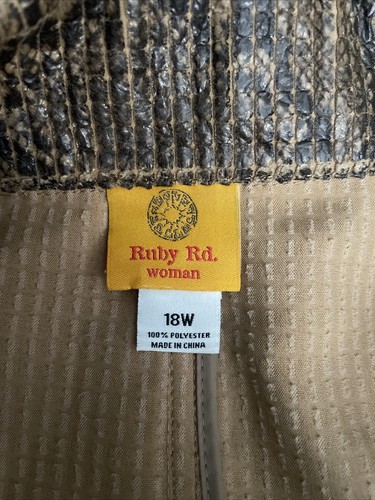 Ruby Rd.
woman
18W
100% POLYESTER
MADE IN CHINA